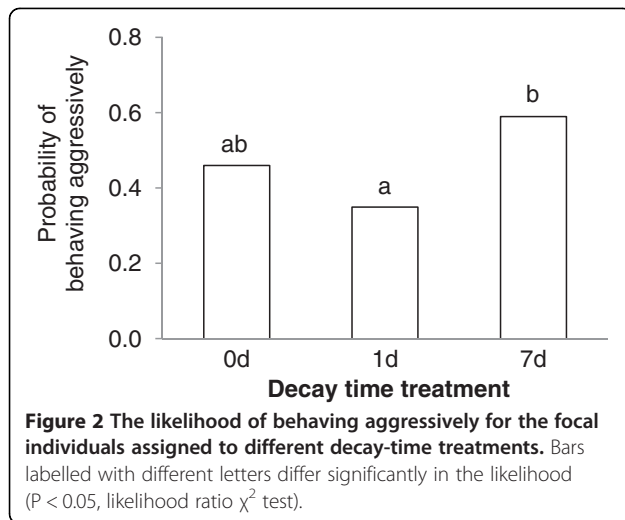 0.8
Probability of
behaving aggressively
0.6
0.4
0.2
0.0
ab
a
b
0d 1d 7d
Decay time treatment
Figure 2 The likelihood of behaving aggressively for the focal
individuals assigned to different decay-time treatments. Bars
labelled with different letters differ significantly in the likelihood
(P < 0.05, likelihood ratio χ² test).